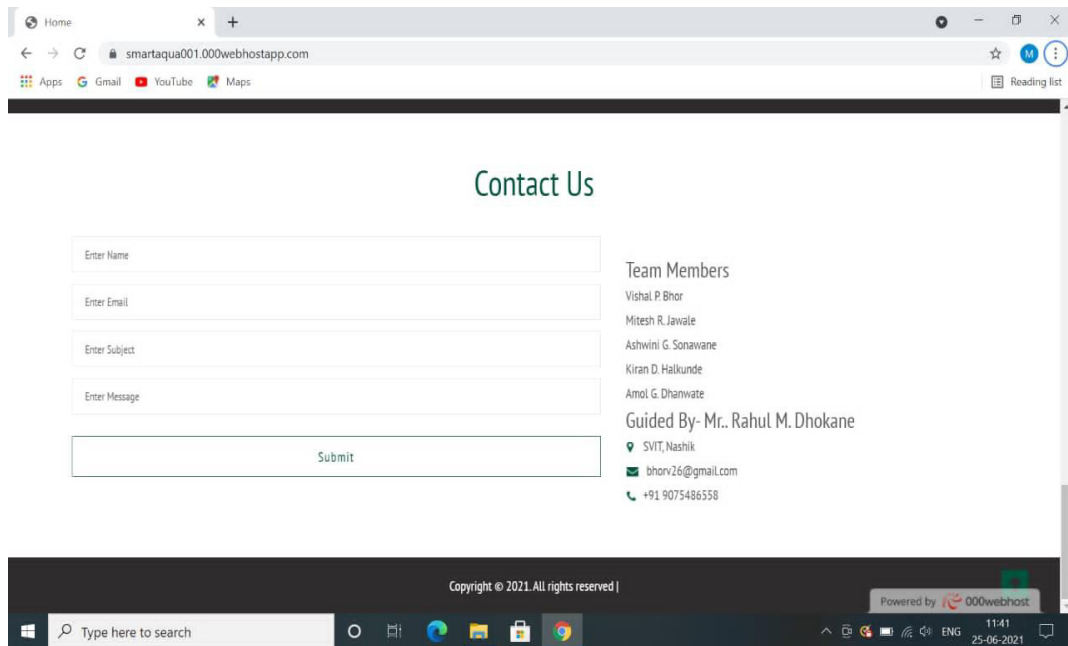 Home
smartaqua001.000webhostapp.com
Apps Gmail YouTube Maps Reading list
M
Contact Us
Enter Name
Enter Email
Enter Subject
Enter Message
Submit
Team Members
Vishal P. Bhor
Mitesh R. Jawale
Ashwini G. Sonawane
Kiran D. Halkunde
Amol G. Dhanwate
Guided By- Mr.. Rahul M. Dhokane
SVIT, Nashik
bhorv26@gmail.com
+91 9075486558
Copyright © 2021. All rights reserved |
Powered by 000webhost
Type here to search
ENG
11:41
25-06-2021